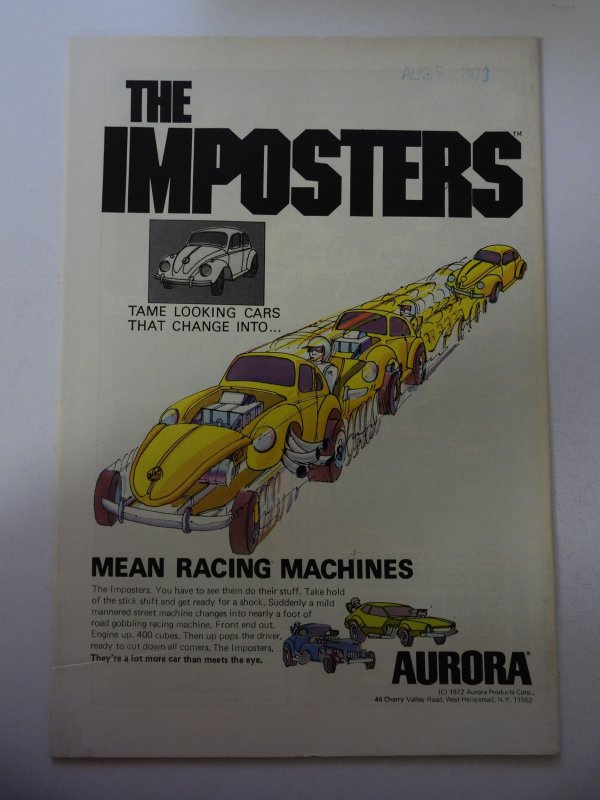 AUG 9 1973
THE
IMPOSTERS™
TAME LOOKING CARS
THAT CHANGE INTO...
MEAN RACING MACHINES
The Imposters. You have to see them do their stuff. Take hold
of the stick shift and get ready for a shock. Suddenly a mild
mannered street machine changes into nearly a foot of
road gobbling racing machine. Front end out.
Engine up. 400 cubes. Then up pops the driver,
ready to cut down all corners. The Imposters.
They're a lot more car than meets the eye.
AURORA®
(C) 1972 Aurora Products Corp.,
44 Cherry Valley Road, West Hempstead, N.Y. 11552